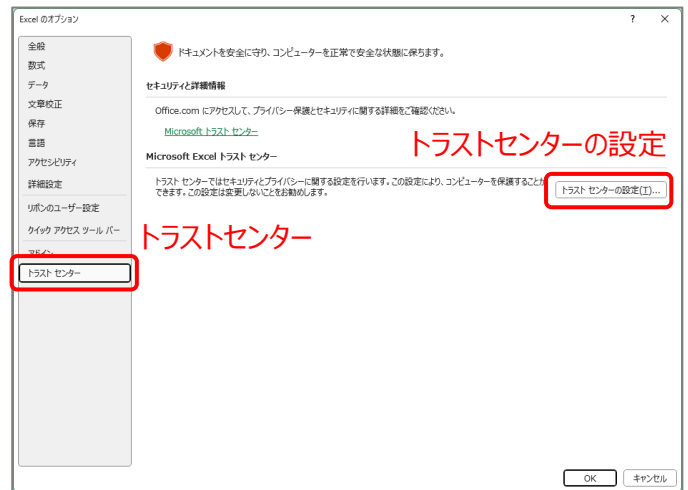 Excel のオプション
? ×
全般
数式
データ
文章校正
保存
言語
アクセシビリティ
詳細設定
リボンのユーザー設定
クイック アクセス ツール バー
アドイン
トラスト センター
ドキュメントを安全に守り、コンピューターを正常で安全な状態に保ちます。
セキュリティと詳細情報
Office.com にアクセスして、プライバシー保護とセキュリティに関する詳細をご確認ください。
Microsoft トラスト センター
トラストセンターの設定
Microsoft Excel トラスト センター
トラスト センターではセキュリティとプライバシーに関する設定を行います。この設定により、コンピューターを保護することが
できます。この設定は変更しないことをお勧めします。
トラスト センターの設定(T)...
トラストセンター
OK
キャンセル